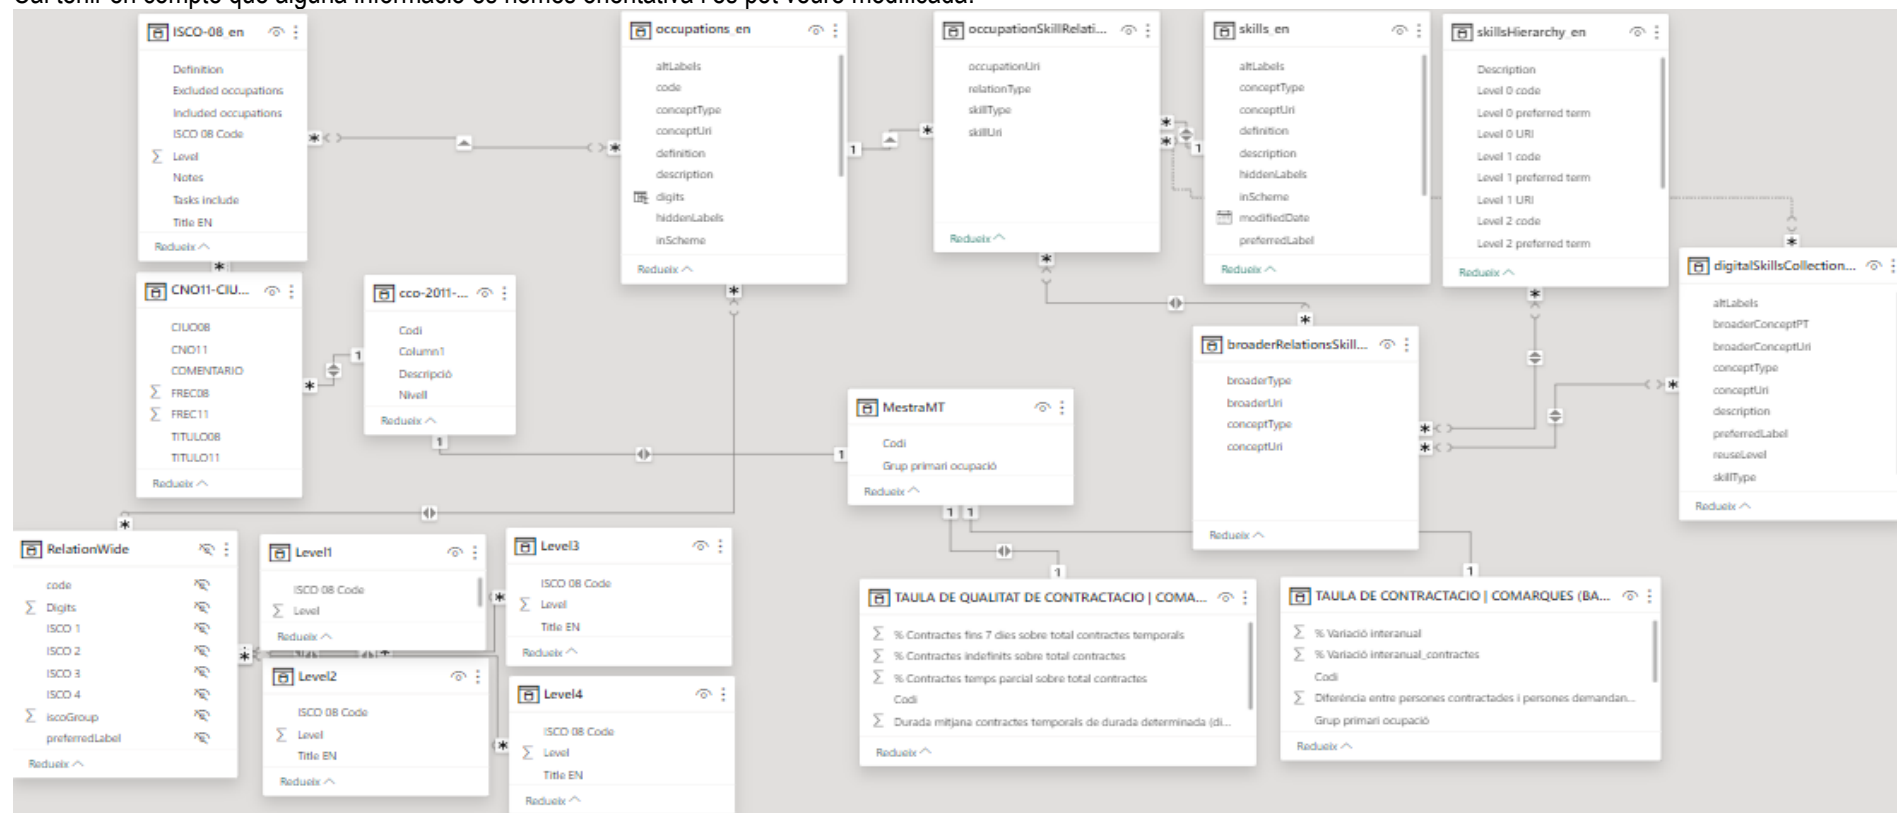 Cal tenir en compte que alguna informació és només orientativa i es pot veure modificada.
ISCO-08_en
Definition
Excluded occupations
Included occupations
ISCO 08 Code
Level
Notes
Tasks include
Title EN
Redueix
occupations_en
altLabels
code
conceptType
conceptUri
definition
description
digits
hiddenLabels
inScheme
Redueix
occupationSkillRelati...
occupationUri
relationType
skillType
skillUri
Redueix
skills_en
altLabels
conceptType
conceptUri
definition
description
hiddenLabels
inScheme
modifiedDate
preferredLabel
Redueix
skillsHierarchy_en
Description
Level 0 code
Level 0 preferred term
Level 0 URI
Level 1 code
Level 1 preferred term
Level 1 URI
Level 2 code
Level 2 preferred term
Redueix
digitalSkillsCollection...
altLabels
broaderConceptPT
broaderConceptUri
conceptType
conceptUri
description
preferredLabel
reuseLevel
skillType
Redueix
CNO11-CIU...
CIUO08
CNO11
COMENTARIO
FREC08
FREC11
TITULO08
TITULO11
Redueix
cco-2011-...
Codi
Column1
Descripció
Nivell
Redueix
MestraMT
Codi
Grup primari ocupació
Redueix
broaderRelationsSkill...
broaderType
broaderUri
conceptType
conceptUri
Redueix
RelationWide
code
Digits
ISCO 1
ISCO 2
ISCO 3
ISCO 4
iscoGroup
preferredLabel
Redueix
Level1
ISCO 08 Code
Level
Redueix
Level2
ISCO 08 Code
Level
Title EN
Redueix
Level3
ISCO 08 Code
Level
Title EN
Redueix
Level4
ISCO 08 Code
Level
Title EN
Redueix
TAULA DE QUALITAT DE CONTRACTACIO | COMA...
% Contractes fins 7 dies sobre total contractes temporals
% Contractes indefinits sobre total contractes
% Contractes temps parcial sobre total contractes
Codi
Durada mitjana contractes temporals de durada determinada (di...
Redueix
TAULA DE CONTRACTACIO | COMARQUES (BA...
% Variació interanual
% Variació interanual_contractes
Codi
Diferència entre persones contractades i persones demandan...
Grup primari ocupació
Redueix